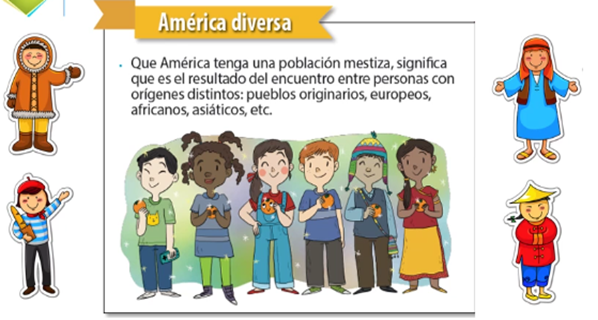 América diversa
Que América tenga una población mestiza, significa
que es el resultado del encuentro entre personas con
orígenes distintos: pueblos originarios, europeos,
africanos, asiáticos, etc.